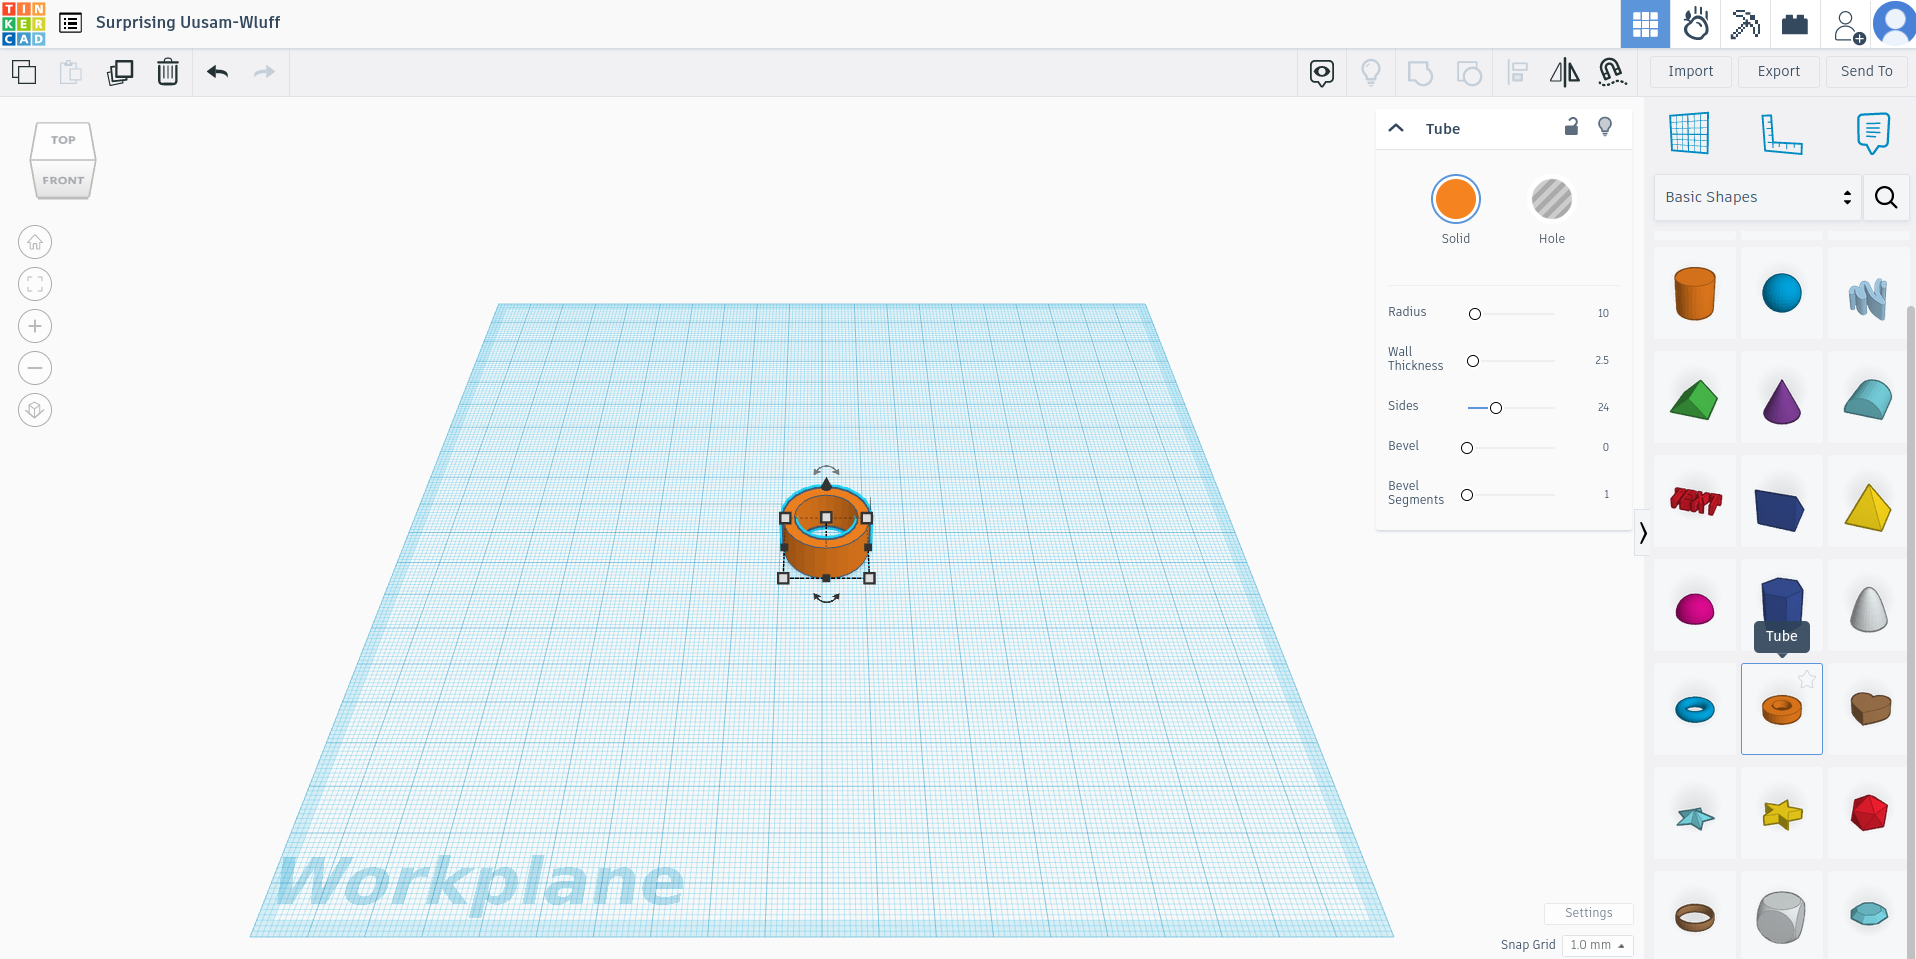 TIN
KER
CAD
Surprising Uusam-Wluff
Import
Export
Send To
TOP
FRONT
Tube
Solid
Hole
Radius
10
Wall
Thickness
2.5
Sides
24
Bevel
0
Bevel
Segments
1
Basic Shapes
TEXT
Tube
Workplane
Settings
Snap Grid
1.0 mm